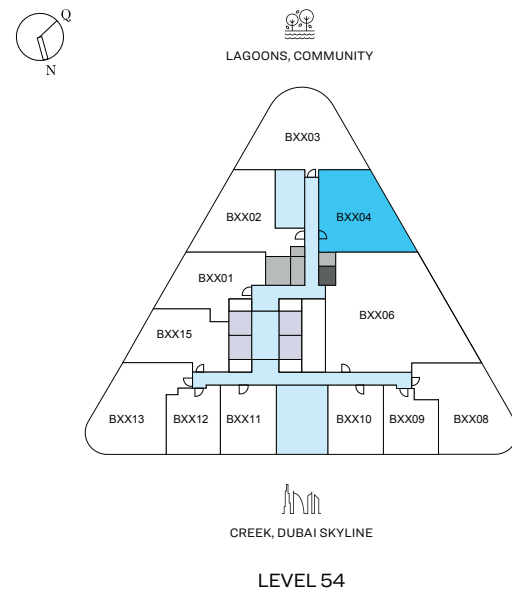 Q
N
LAGOONS, COMMUNITY
BXX03
BXX02
BXX04
BXX01
BXX06
BXX15
BXX13
BXX12
BXX11
BXX10
BXX09
BXX08
CREEK, DUBAI SKYLINE
LEVEL 54